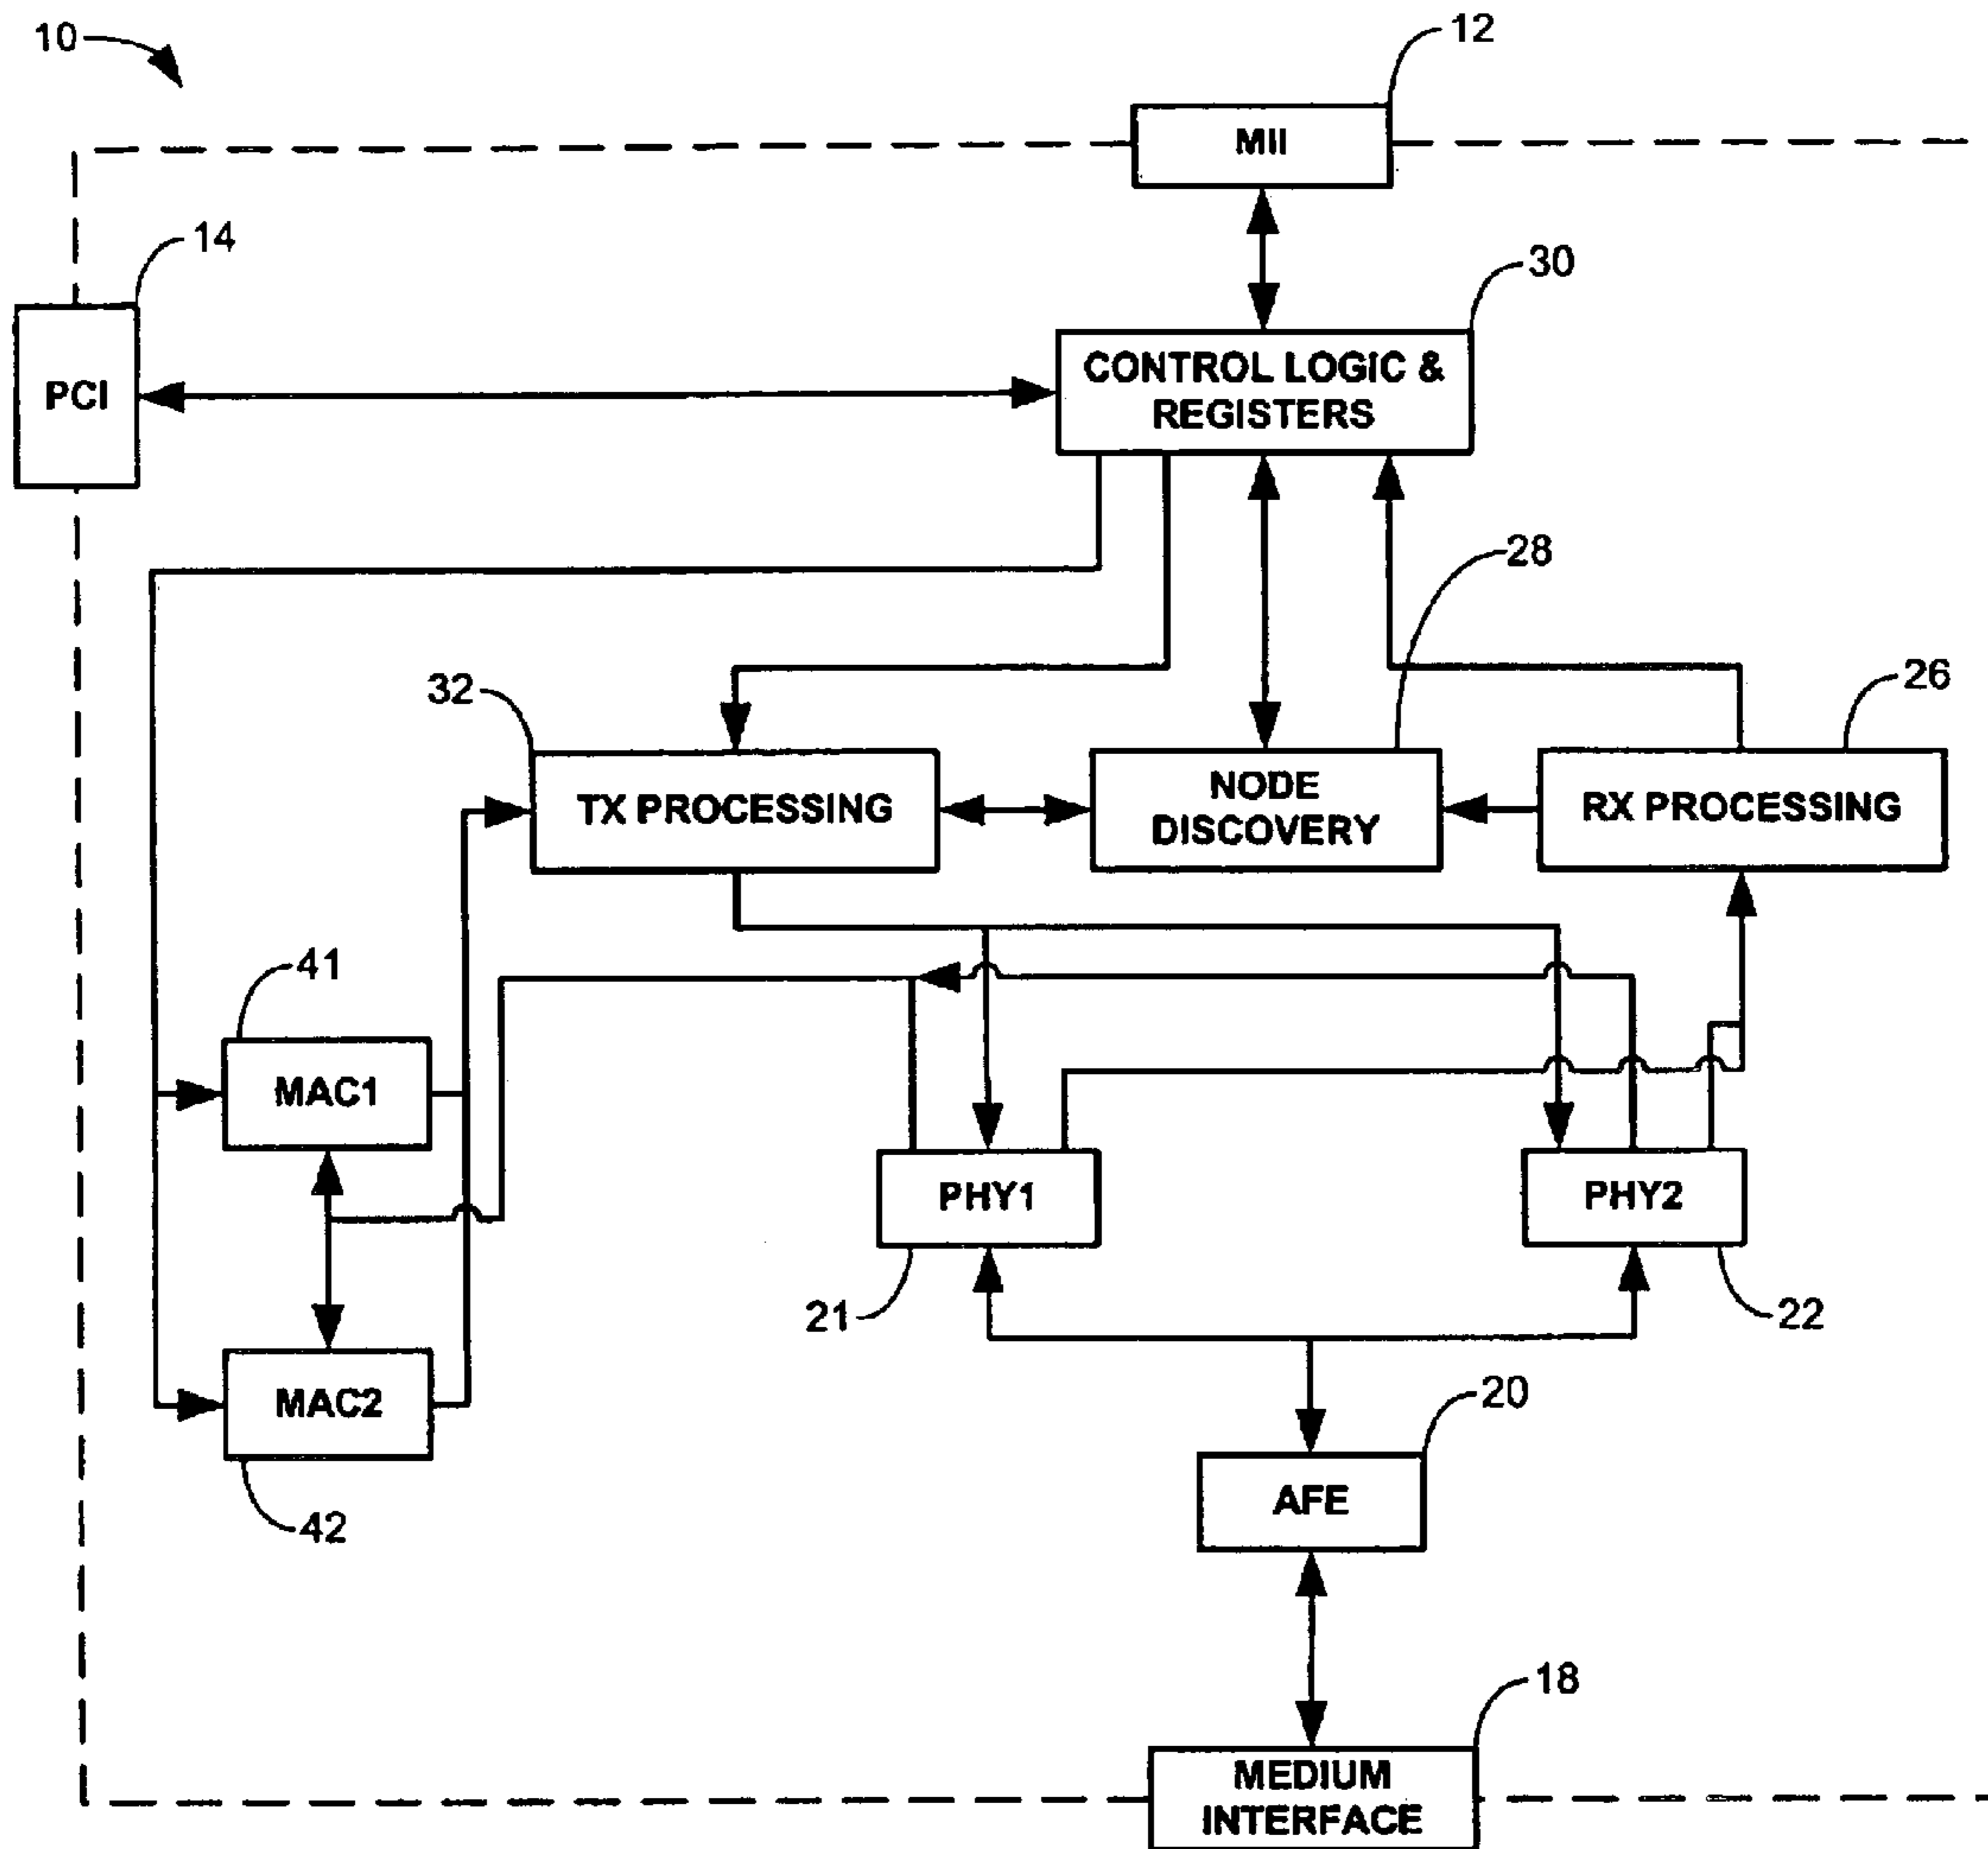 10
12
MII
14
30
PCI
CONTROL LOGIC &
REGISTERS
28
32
26
TX PROCESSING
NODE
DISCOVERY
RX PROCESSING
41
MAC1
PHY1
PHY2
21
22
MAC2
20
42
AFE
18
MEDIUM
INTERFACE